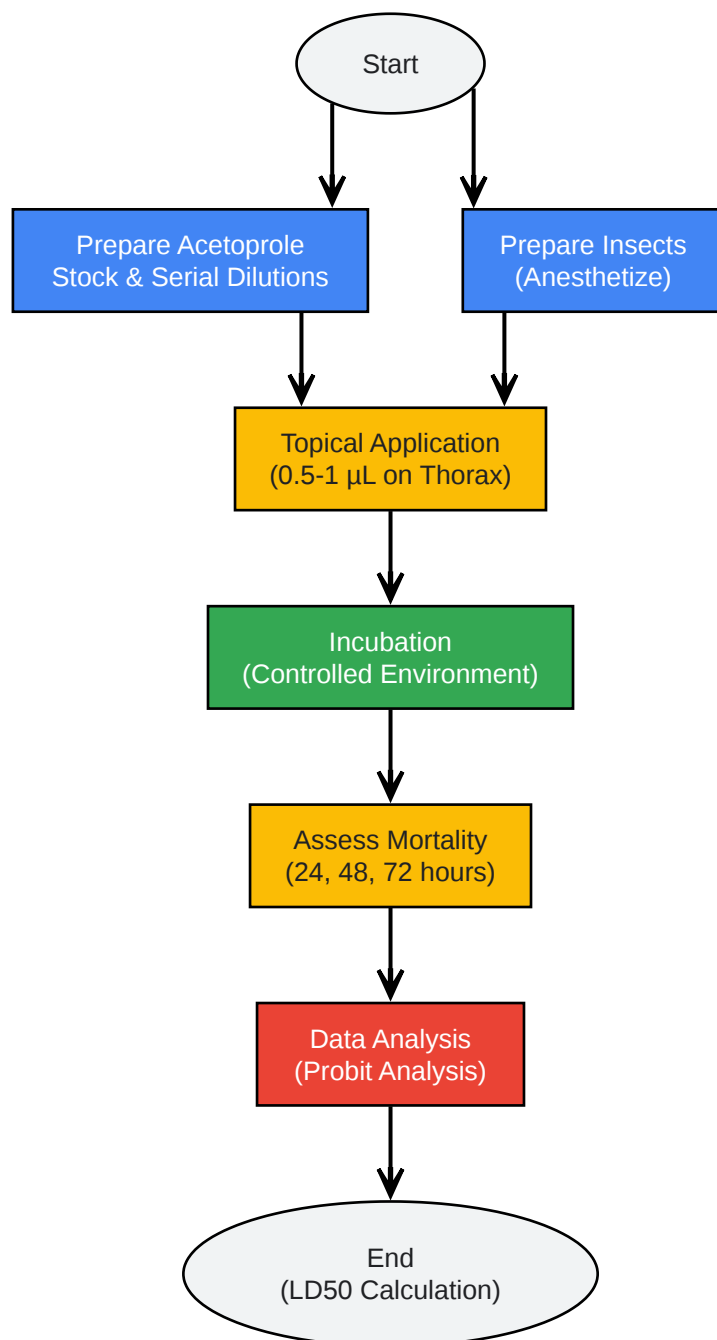 Start
Prepare Acetoprole
Stock & Serial Dilutions
Prepare Insects
(Anesthetize)
Topical Application
(0.5-1 µL on Thorax)
Incubation
(Controlled Environment)
Assess Mortality
(24, 48, 72 hours)
Data Analysis
(Probit Analysis)
End
(LD50 Calculation)